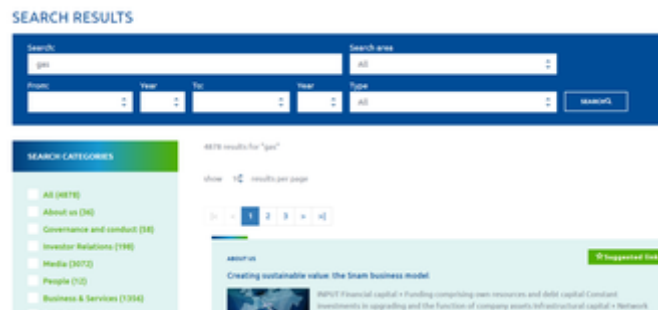 SEARCH RESULTS
Search:
Search area
gas
All
From:
Year
To:
Year
Type
All
SEARCH
SEARCH CATEGORIES
4878 results for "gas"
show 10 results per page
All (4878)
About us (36)
Governance and conduct (58)
Investor Relations (198)
Media (3072)
People (12)
Business & Services (1356)
1 2 3
ABOUT US
Suggested link
Creating sustainable value: the Snam business model
INPUT Financial capital • Funding comprising own resources and debt capital Constant
investments in upgrading and the function of company assets Infrastructural capital • Network